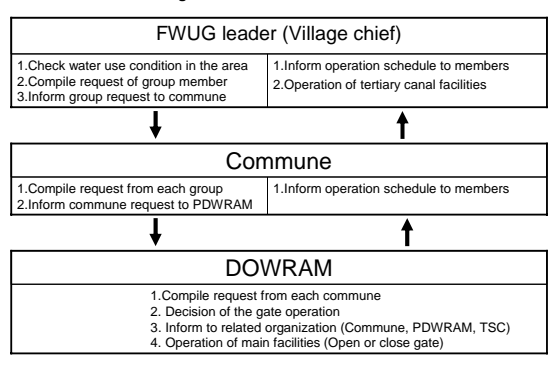 FWUG leader (Village chief)
1.Check water use condition in the area
2.Compile request of group member
3.Inform group request to commune
1.Inform operation schedule to members
2.Operation of tertiary canal facilities
Commune
1.Compile request from each group
2.Inform commune request to PDWRAM
1.Inform operation schedule to members
DOWRAM
1.Compile request from each commune
2. Decision of the gate operation
3. Inform to related organization (Commune, PDWRAM, TSC)
4. Operation of main facilities (Open or close gate)